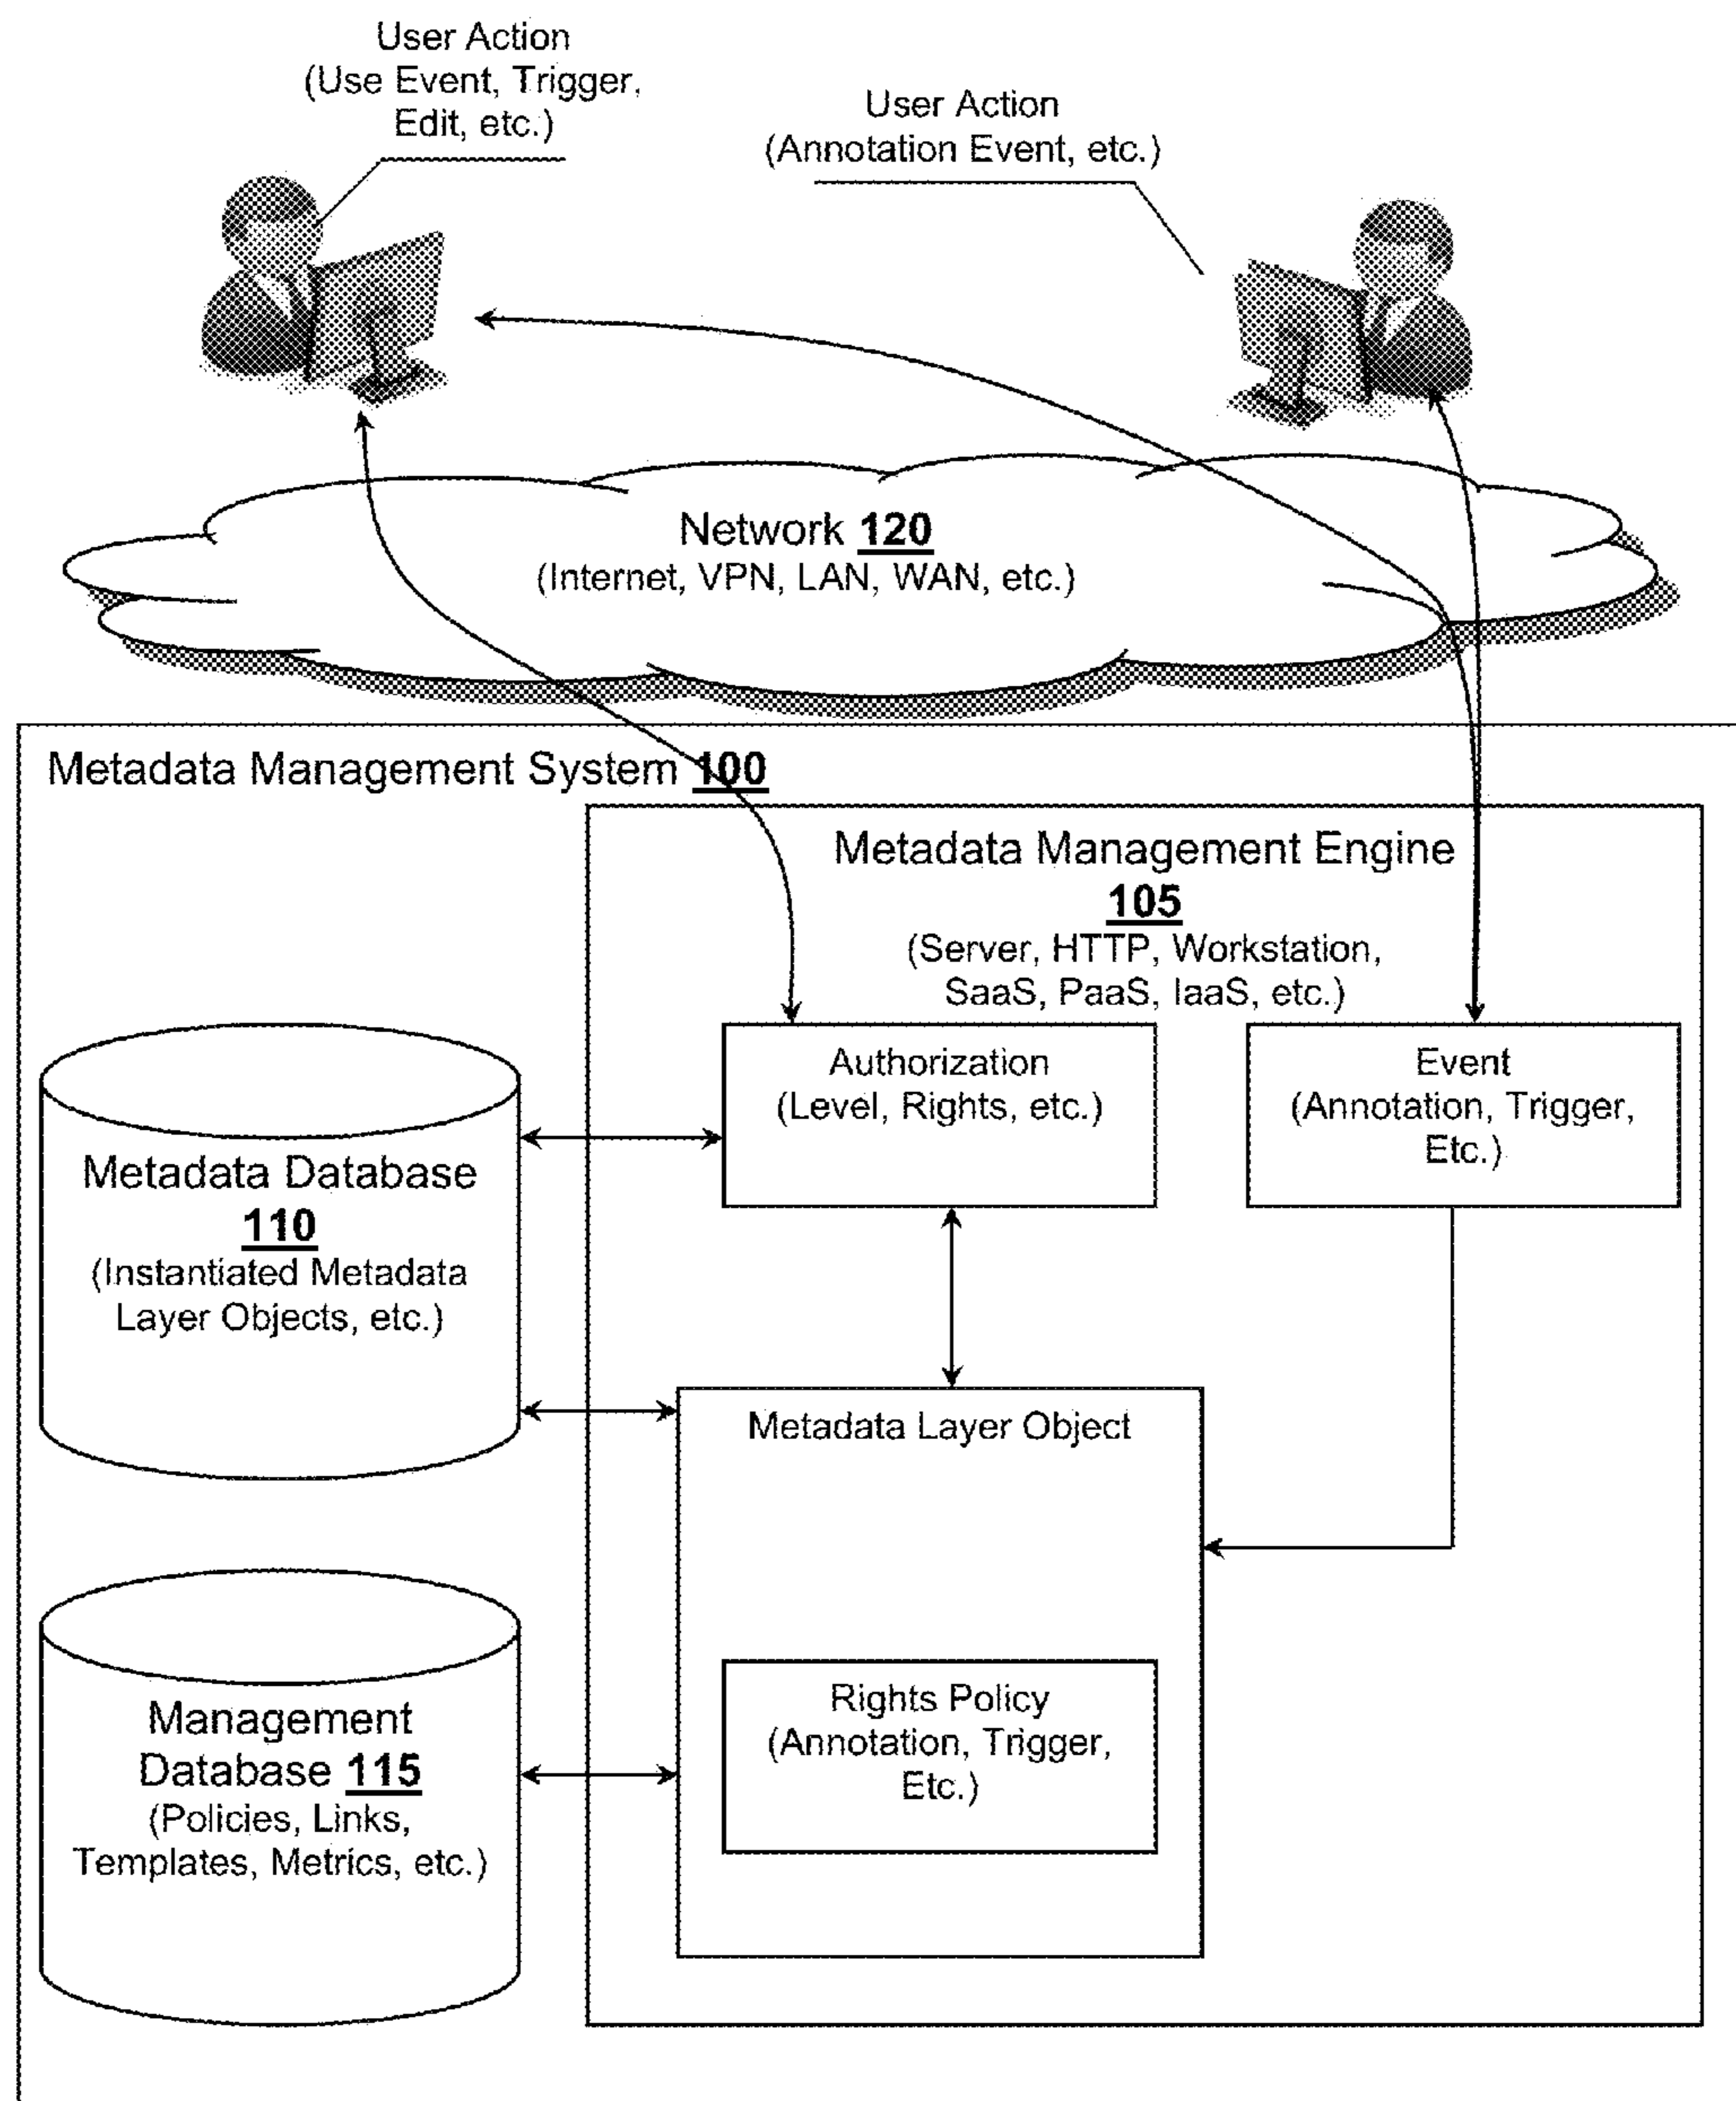 User Action
(Use Event, Trigger,
Edit, etc.)
User Action
(Annotation Event, etc.)
Network 120
(Internet, VPN, LAN, WAN, etc.)
Metadata Management System 100
Metadata Management Engine
105
(Server, HTTP, Workstation,
SaaS, PaaS, IaaS, etc.)
Authorization
(Level, Rights, etc.)
Event
(Annotation, Trigger,
Etc.)
Metadata Database
110
(Instantiated Metadata
Layer Objects, etc.)
Metadata Layer Object
Rights Policy
(Annotation, Trigger,
Etc.)
Management
Database 115
(Policies, Links,
Templates, Metrics, etc.)